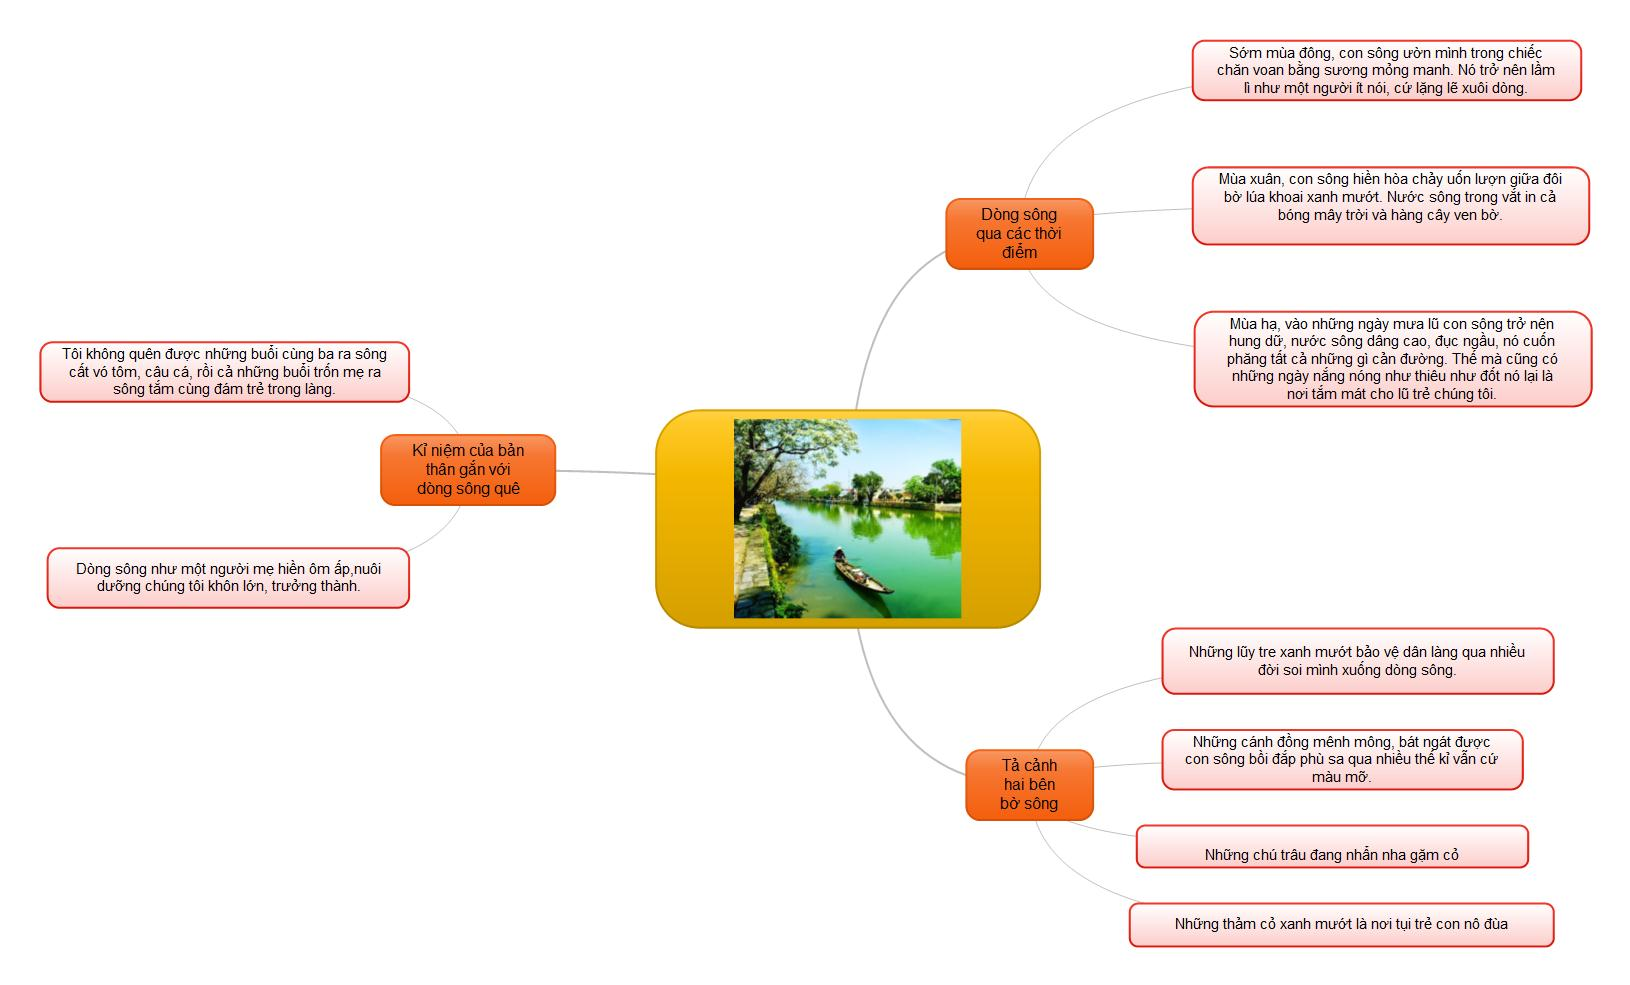 Sớm mùa đông, con sông ườn mình trong chiếc
chăn voan bằng sương mỏng manh. Nó trở nên lầm
lì như một người ít nói, cứ lặng lẽ xuôi dòng.
Mùa xuân, con sông hiền hòa chảy uốn lượn giữa đôi
bờ lúa khoai xanh mướt. Nước sông trong vắt in cả
bóng mây trời và hàng cây ven bờ.
Dòng sông
qua các thời
điểm
Mùa hạ, vào những ngày mưa lũ con sông trở nên
hung dữ, nước sông dâng cao, đục ngầu, nó cuốn
phăng tất cả những gì cản đường. Thế mà cũng có
những ngày nắng nóng như thiêu như đốt nó lại là
nơi tắm mát cho lũ trẻ chúng tôi.
Tôi không quên được những buổi cùng ba ra sông
cất vó tôm, câu cá, rồi cả những buổi trốn mẹ ra
sông tắm cùng đám trẻ trong làng.
Kỉ niệm của bản
thân gắn với
dòng sông quê
Dòng sông như một người mẹ hiền ôm ấp,nuôi
dưỡng chúng tôi khôn lớn, trưởng thành.
Những lũy tre xanh mướt bảo vệ dân làng qua nhiều
đời soi mình xuống dòng sông.
Những cánh đồng mênh mông, bát ngát được
con sông bồi đắp phù sa qua nhiều thế kỉ vẫn cứ
màu mỡ.
Tả cảnh
hai bên
bờ sông
Những chú trâu đang nhẩn nha gặm cỏ
Những thảm cỏ xanh mướt là nơi tụi trẻ con nô đùa